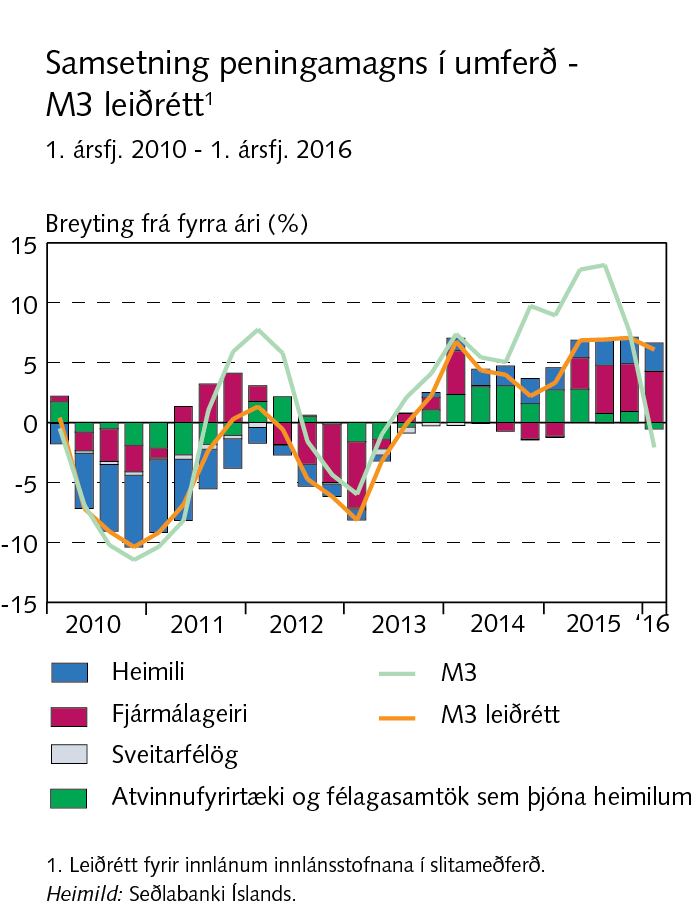 Samsetning peningamagns í umferð -
M3 leiðrétt¹
1. ársfj. 2010 - 1. ársfj. 2016
Breyting frá fyrra ári (%)
15
10
5
0
-5
-10
-15
2010 2011 2012 2013 2014 2015 ‘16
Heimili
Fjármálageiri
Sveitarfélög
Atvinnufyrirtæki og félagasamtök sem þjóna heimilum
M3
M3 leiðrétt
1. Leiðrétt fyrir innlánum innlánsstofnana í slitameðferð.
Heimild: Seðlabanki Íslands.